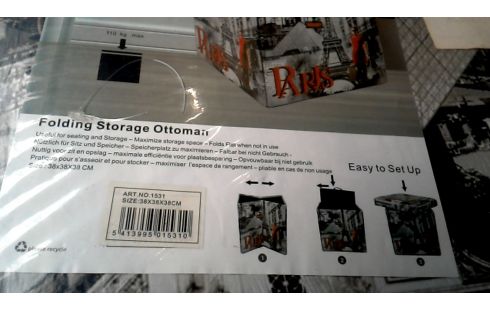 110 kg max
PARIS
Folding Storage Ottoman
Useful for seating and Storage – Maximize storage space – Folds Flat when not in use
Nützlich für Sitz und Speicher – Speicherplatz zu maximieren – Faltbar bei nicht Gebrauch -
Nuttig voor zit en opslag – maximale efficiëntie voor plaatsbesparing – Opvouwbaar bij niet gebruik
Pratique pour s'asseoir et pour stocker – maximiser l'espace de rangement – pliable en cas de non usage
Size: 38X38X38 CM
Easy to Set Up
ART.NO:1531
SIZE:38X38X38CM
5 413995 015310
please recycle
PARIS
1
2
3